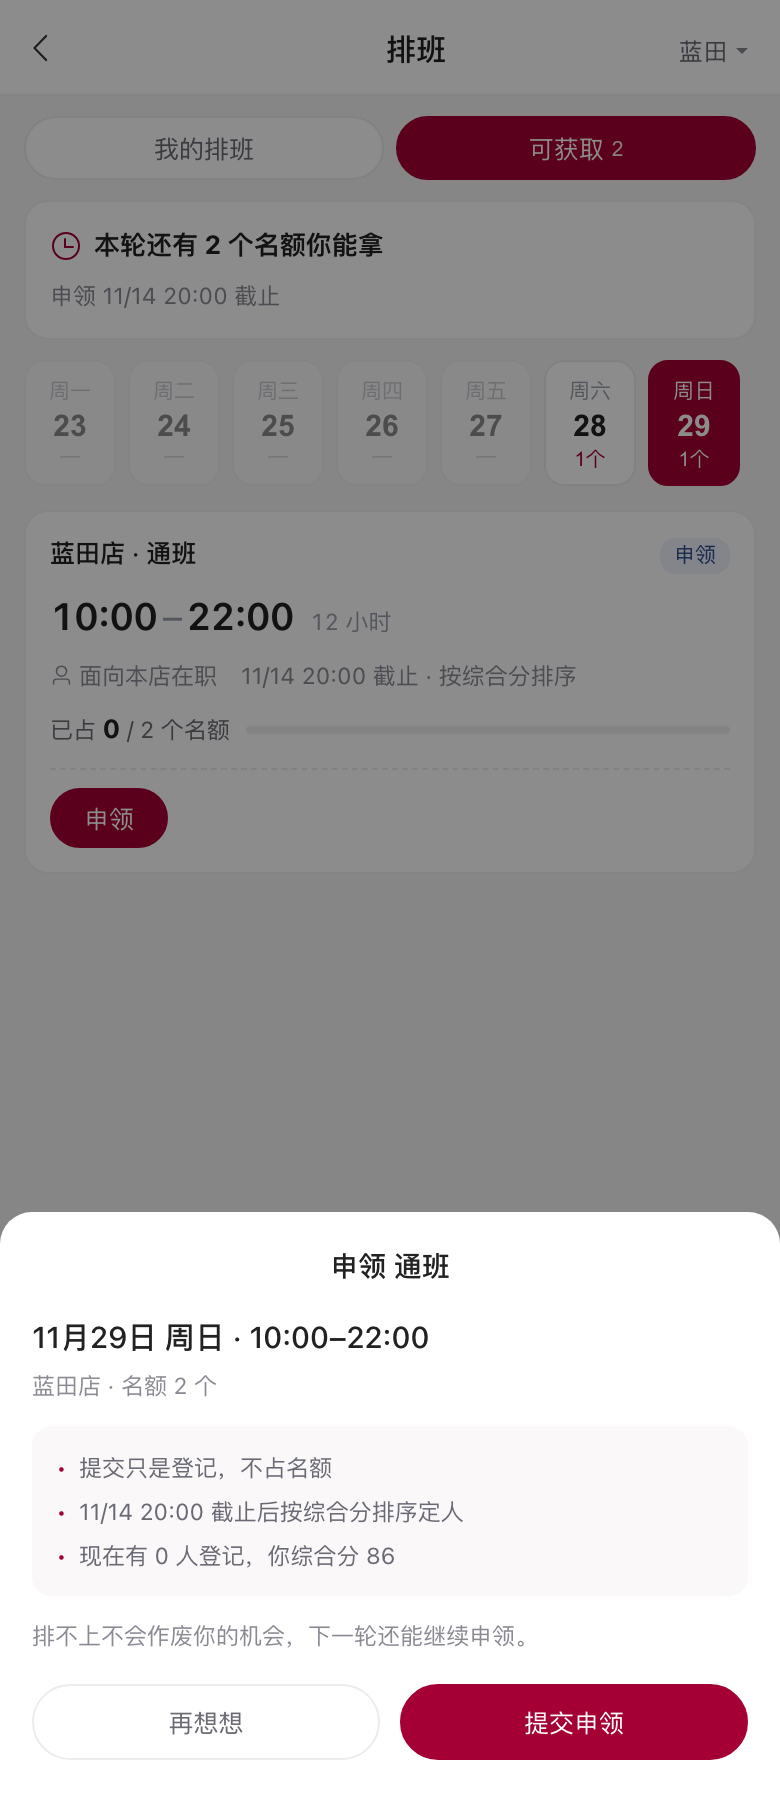 排班
蓝田
我的排班
可获取 2
本轮还有 2 个名额你能拿
申领 11/14 20:00 截止
周一 周二 周三 周四 周五 周六 周日
23 24 25 26 27 28 29
— — — — — 1个 1个
蓝田店 · 通班
申领
10:00–22:00 12 小时
面向本店在职 11/14 20:00 截止 · 按综合分排序
已占 0 / 2 个名额
申领
申领 通班
11月29日 周日 · 10:00–22:00
蓝田店 · 名额 2 个
• 提交只是登记，不占名额
• 11/14 20:00 截止后按综合分排序定人
• 现在有 0 人登记，你综合分 86
排不上不会作废你的机会，下一轮还能继续申领。
再想想
提交申领